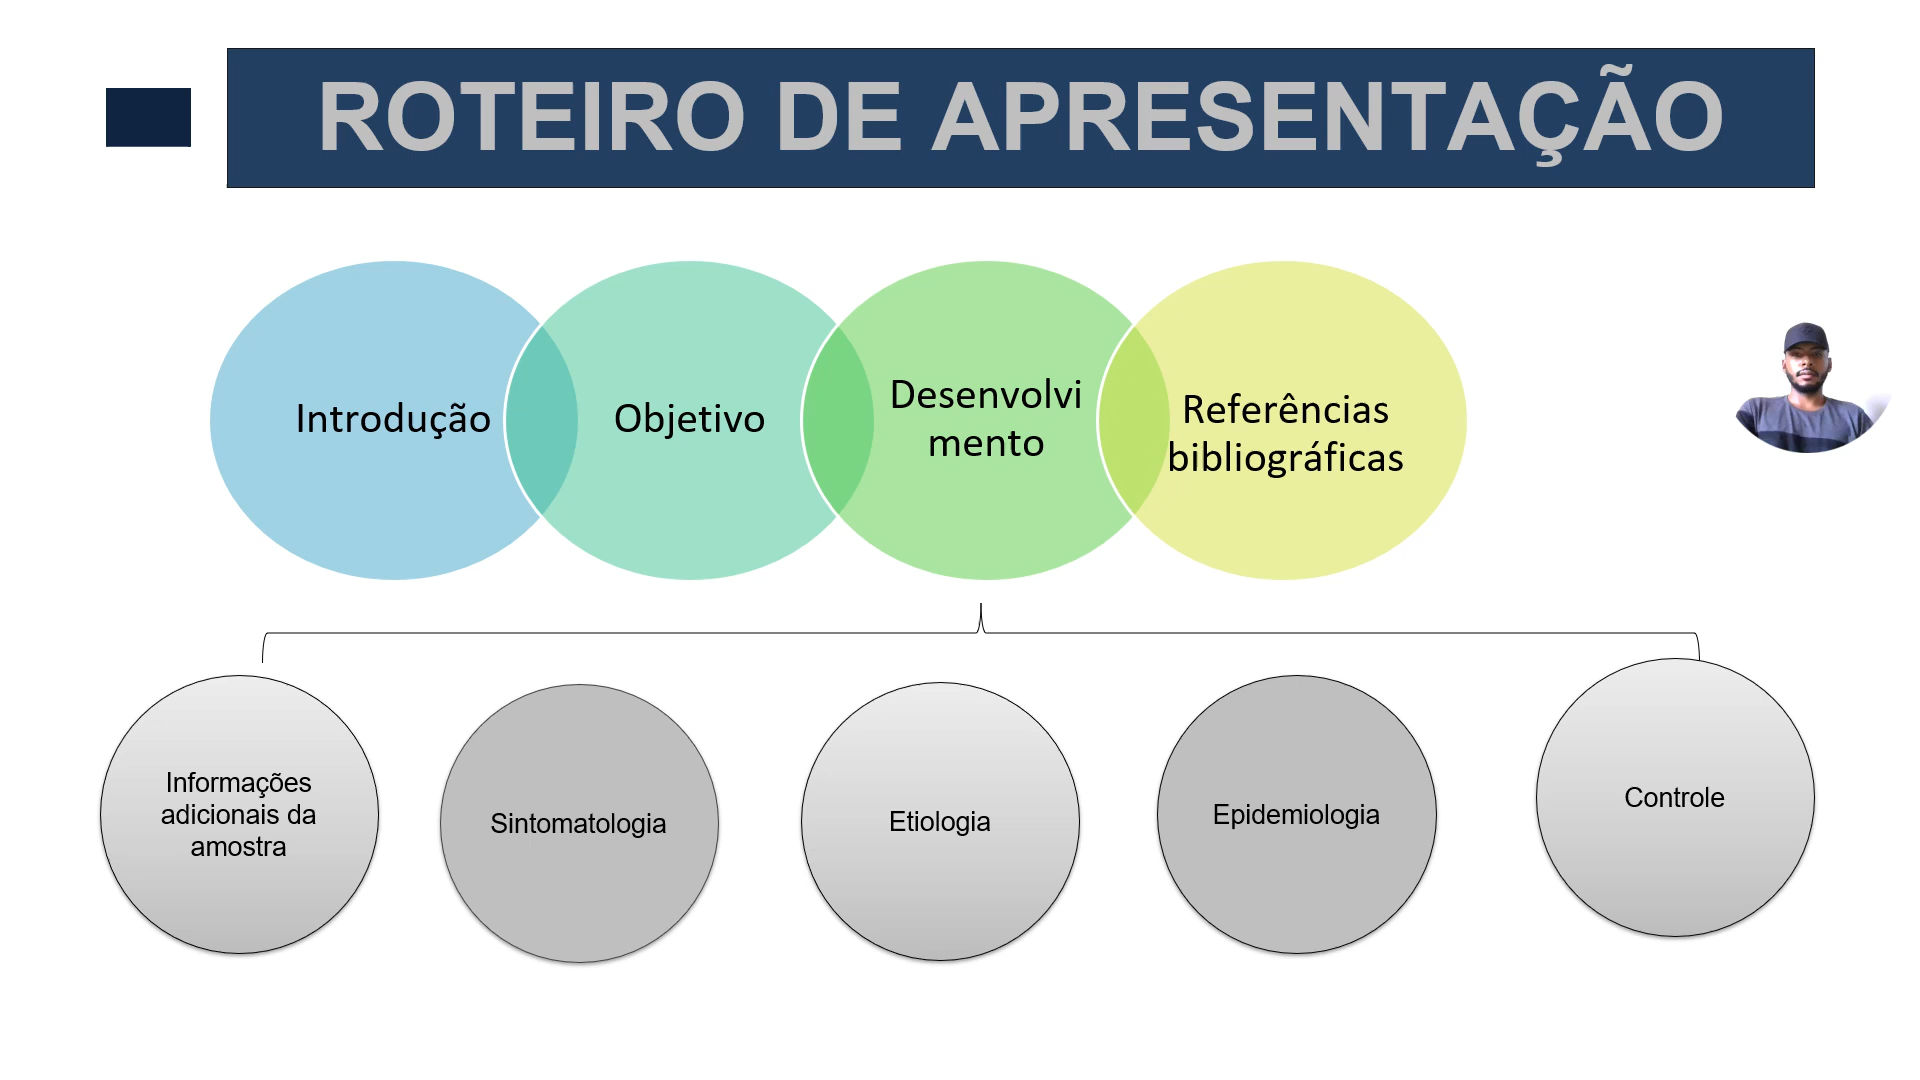 ROTEIRO DE APRESENTAÇÃO
Introdução
Objetivo
Desenvolvi
mento
Referências
bibliográficas
Informações
adicionais da
amostra
Sintomatologia
Etiologia
Epidemiologia
Controle